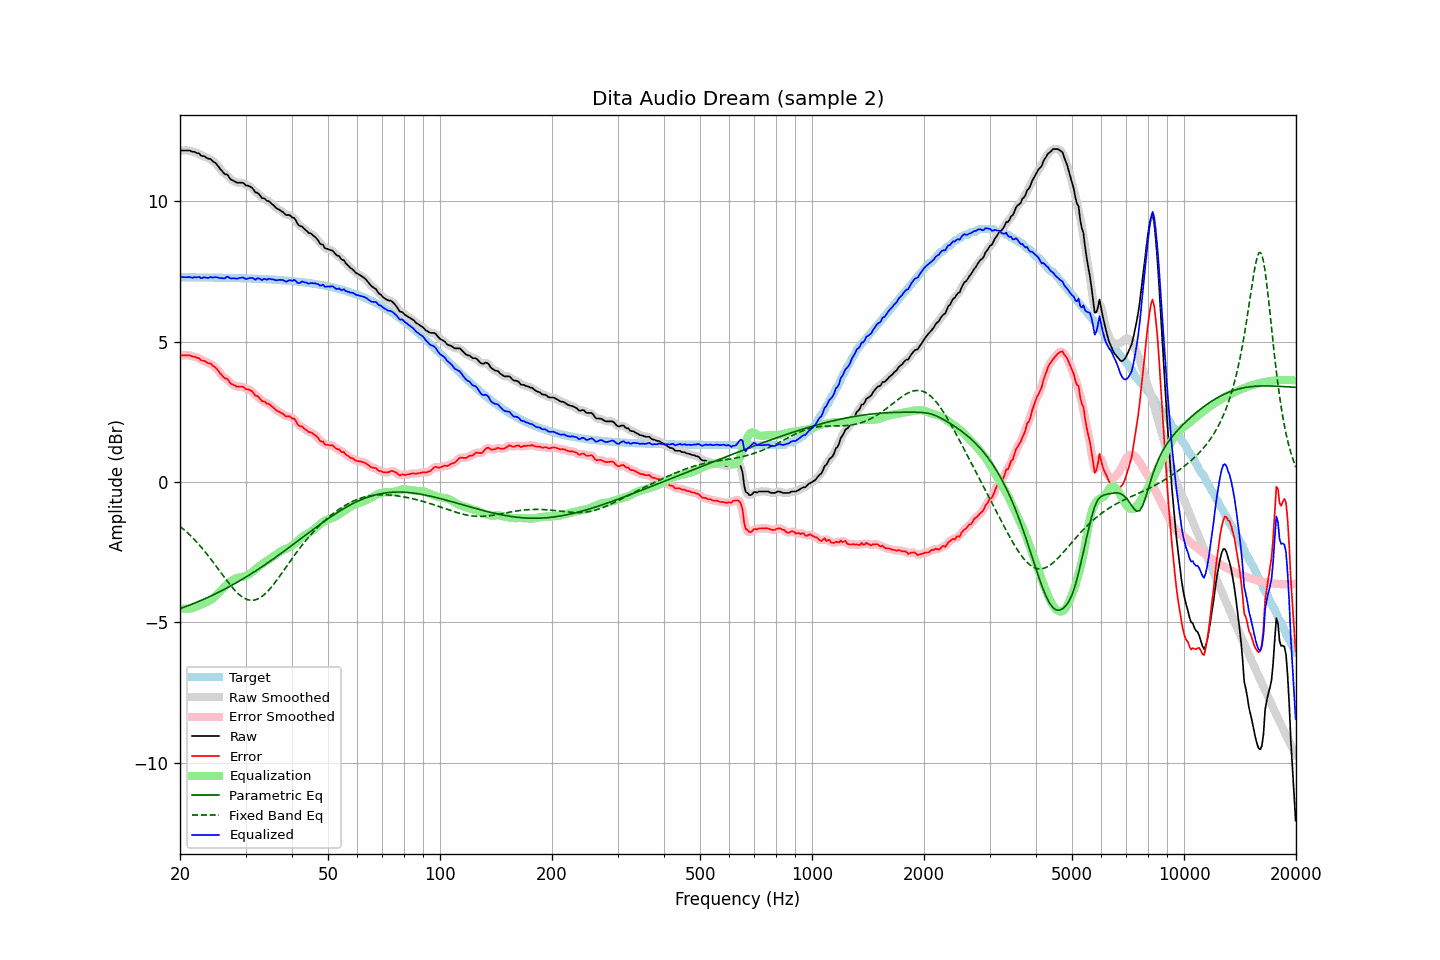 Dita Audio Dream (sample 2)
Amplitude (dBr)
10
5
0
−5
−10
Target
Raw Smoothed
Error Smoothed
Raw
Error
Equalization
Parametric Eq
Fixed Band Eq
Equalized
20 50 100 200 500 1000 2000 5000 10000 20000
Frequency (Hz)